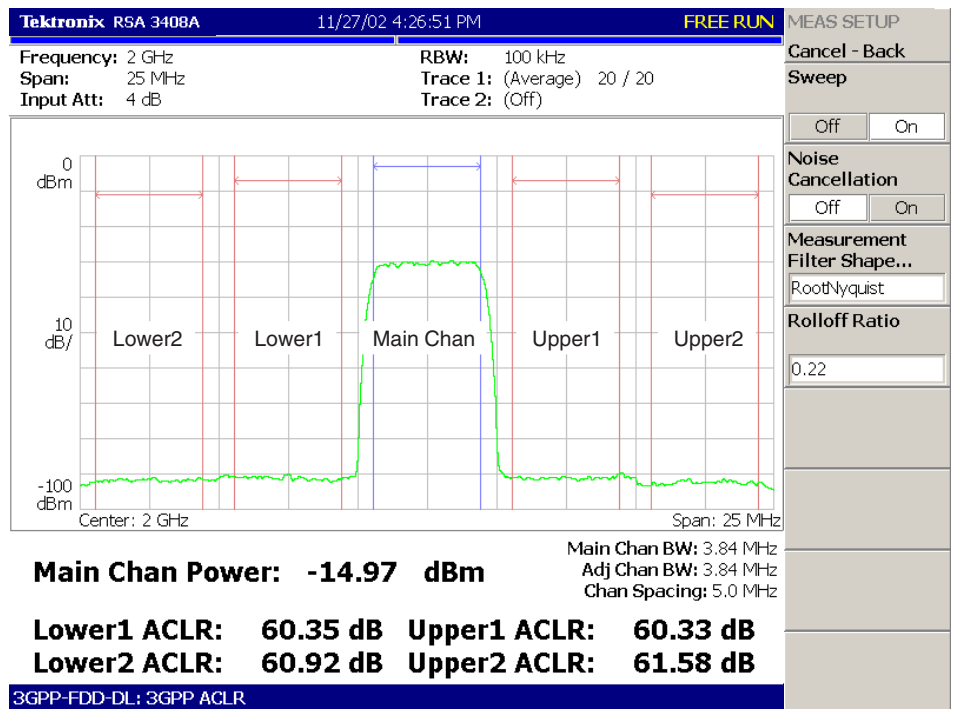 Tektronix RSA 3408A 11/27/02 4:26:51 PM FREE RUN
Frequency: 2 GHz RBW: 100 kHz
Span: 25 MHz Trace 1: (Average) 20 / 20
Input Att: 4 dB Trace 2: (Off)
0
dBm
10
dB/
Lower2 Lower1 Main Chan Upper1 Upper2
-100
dBm
Center: 2 GHz Span: 25 MHz
Main Chan BW: 3.84 MHz
Main Chan Power: -14.97 dBm Adj Chan BW: 3.84 MHz
Chan Spacing: 5.0 MHz
Lower1 ACLR: 60.35 dB Upper1 ACLR: 60.33 dB
Lower2 ACLR: 60.92 dB Upper2 ACLR: 61.58 dB
3GPP-FDD-DL: 3GPP ACLR
MEAS SETUP
Cancel - Back
Sweep
Off On
Noise
Cancellation
Off On
Measurement
Filter Shape...
RootNyquist
Rolloff Ratio
0.22